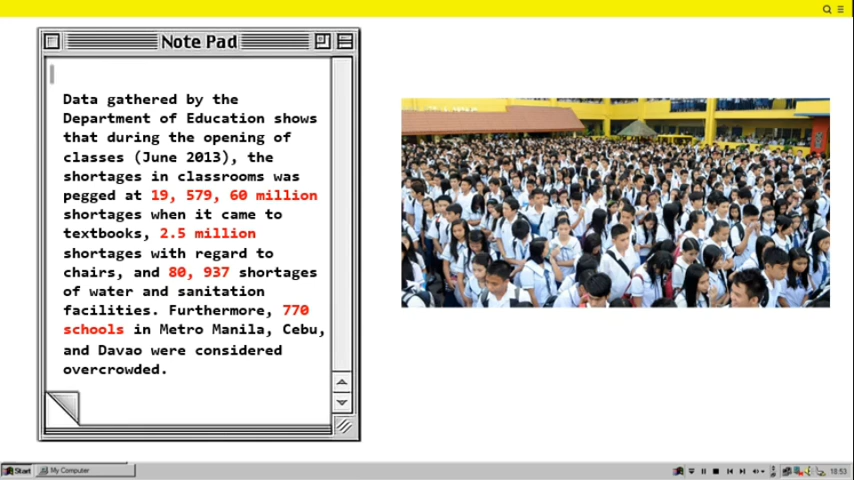 Note Pad
Data gathered by the
Department of Education shows
that during the opening of
classes (June 2013), the
shortages in classrooms was
pegged at 19, 579, 60 million
shortages when it came to
textbooks, 2.5 million
shortages with regard to
chairs, and 80, 937 shortages
of water and sanitation
facilities. Furthermore, 770
schools in Metro Manila, Cebu,
and Davao were considered
overcrowded.
Start
My Computer
18:53